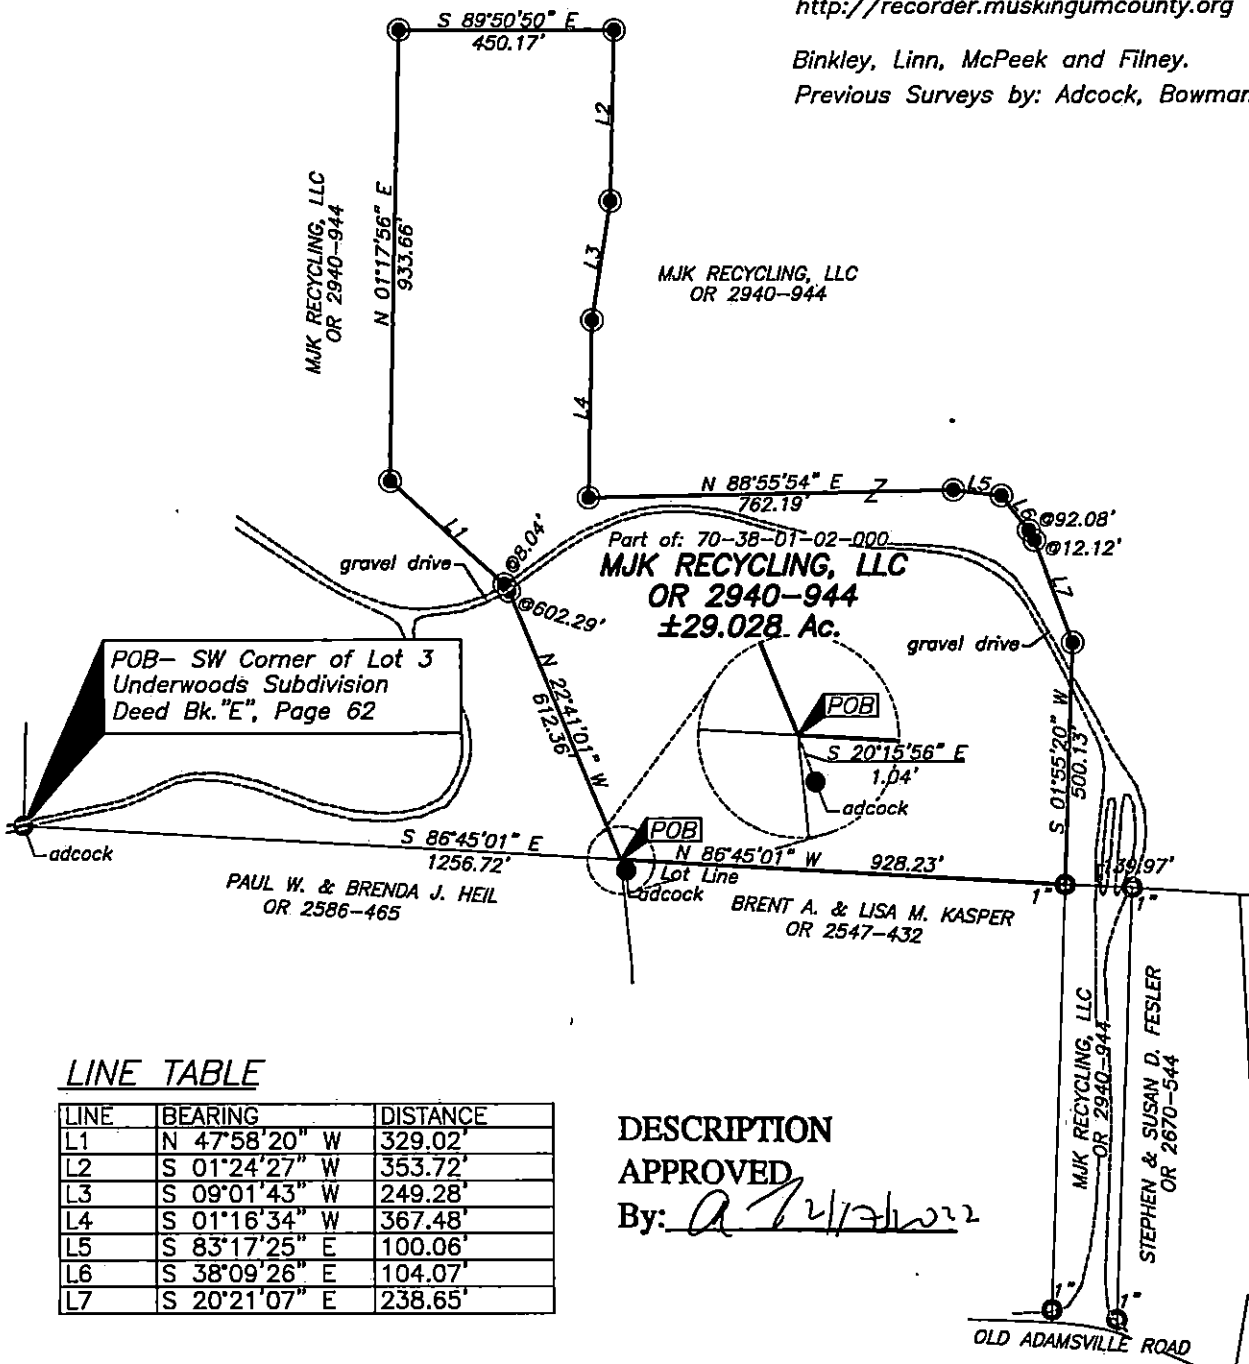 http://recorder.muskingumcounty.org
Binkley, Linn, McPeek and Filney.
Previous Surveys by: Adcock, Bowman
S 89°50'50" E
450.17'
L2
MJK RECYCLING, LLC
OR 2940-944
N 01°17'56" E
933.66'
L3
MJK RECYCLING, LLC
OR 2940-944
L4
N 88°55'54" E
762.19'
Z
L5
L6
@92.08'
@12.12'
L1
@8.04'
gravel drive
@602.29'
Part of: 70-38-01-02-000
MJK RECYCLING, LLC
OR 2940-944
±29.028 Ac.
L7
gravel drive
POB- SW Corner of Lot 3
Underwoods Subdivision
Deed Bk."E", Page 62
N 22°41'01" W
612.36'
POB
S 20°15'56" E
1.04'
adcock
S 01°55'20" W
500.13'
adcock
S 86°45'01" E
1256.72'
POB
N 86°45'01" W
928.23'
Lot Line
adcock
139.97'
1"
1"
PAUL W. & BRENDA J. HEIL
OR 2586-465
BRENT A. & LISA M. KASPER
OR 2547-432
MJK RECYCLING, LLC
OR 2940-944
STEPHEN & SUSAN D. FESLER
OR 2670-544
LINE TABLE
LINE BEARING DISTANCE
L1 N 47°58'20" W 329.02'
L2 S 01°24'27" W 353.72'
L3 S 09°01'43" W 249.28'
L4 S 01°16'34" W 367.48'
L5 S 83°17'25" E 100.06'
L6 S 38°09'26" E 104.07'
L7 S 20°21'07" E 238.65'
DESCRIPTION
APPROVED
By:
1"
1"
OLD ADAMSVILLE ROAD